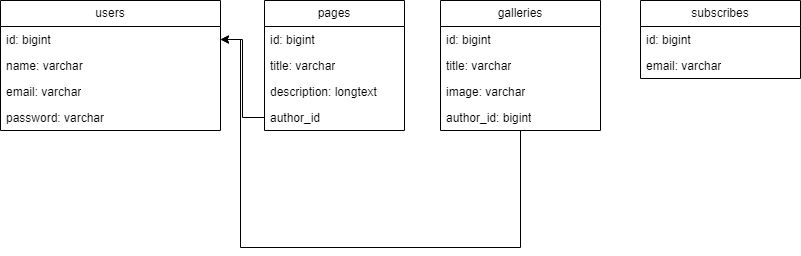 users
id: bigint
name: varchar
email: varchar
password: varchar
pages
id: bigint
title: varchar
description: longtext
author_id
galleries
id: bigint
title: varchar
image: varchar
author_id: bigint
subscribes
id: bigint
email: varchar